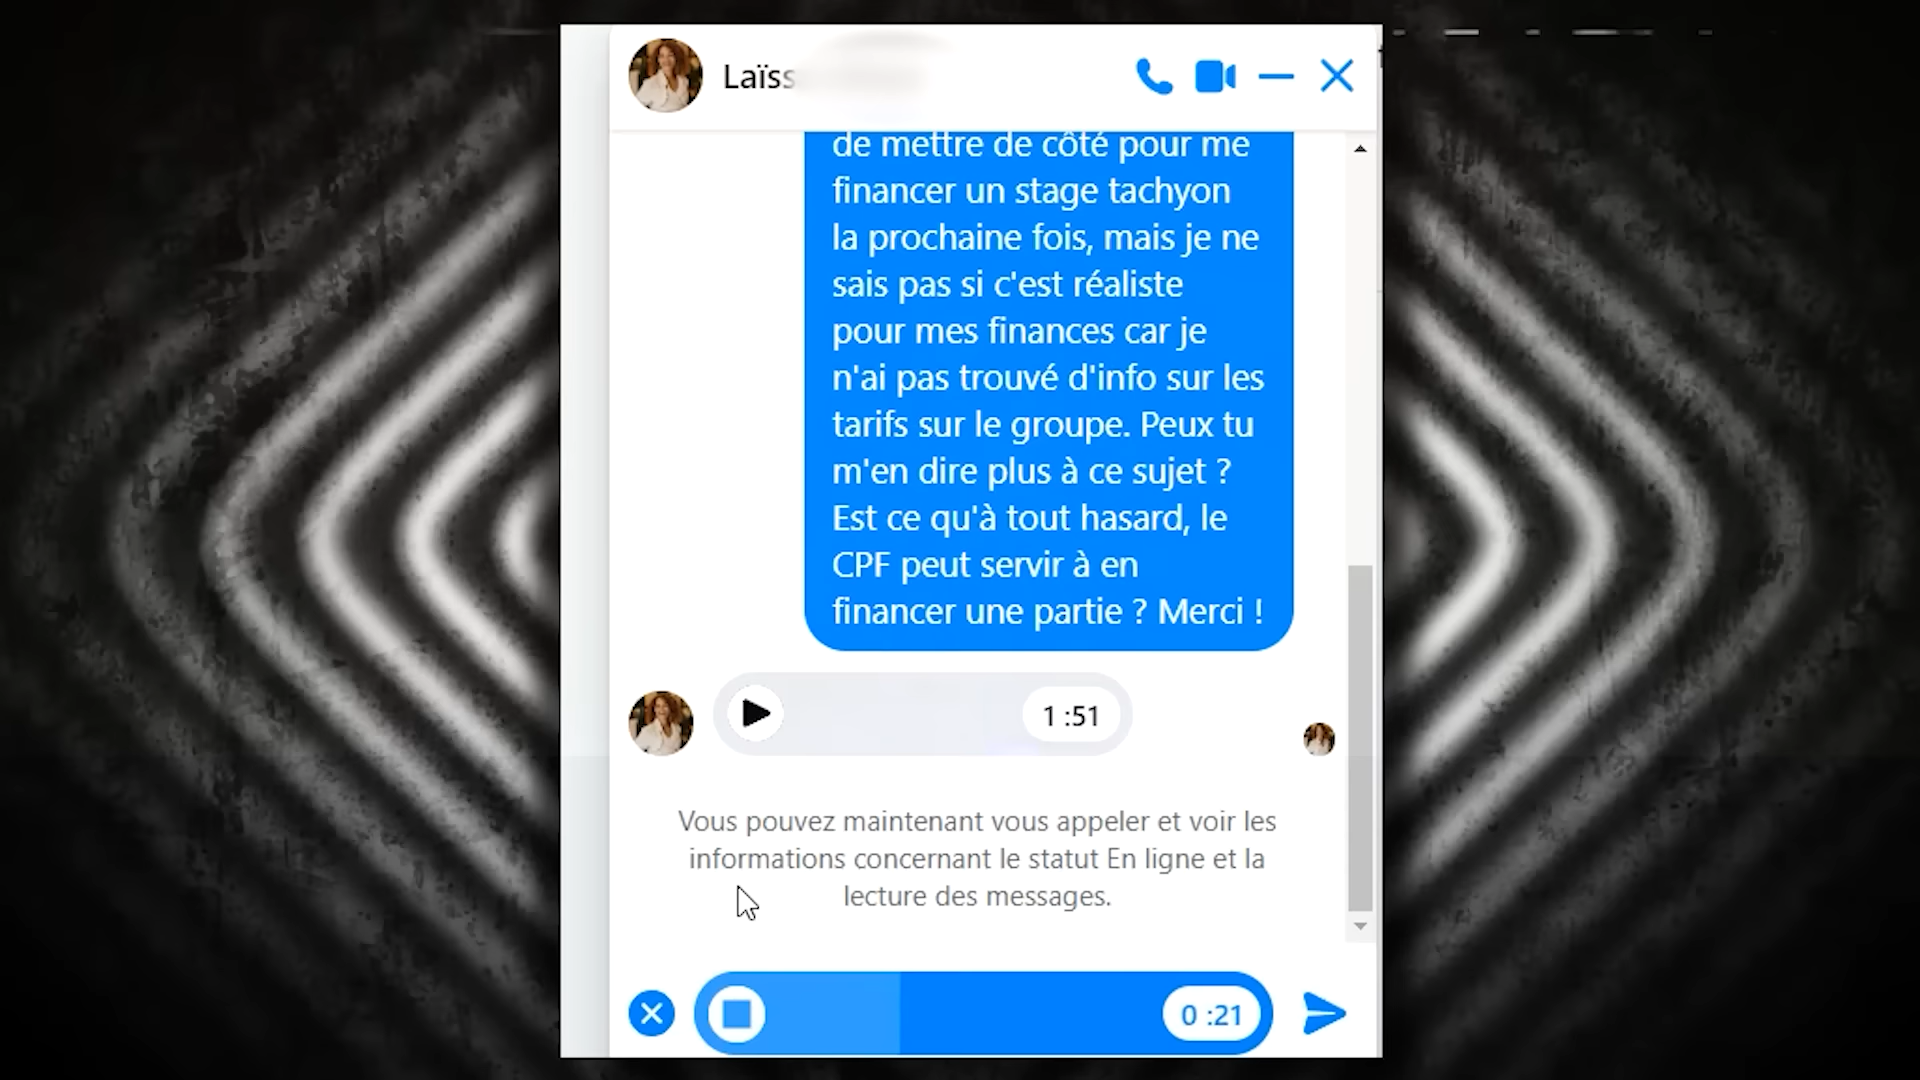 Laïss
de mettre de côté pour me
financer un stage tachyon
la prochaine fois, mais je ne
sais pas si c'est réaliste
pour mes finances car je
n'ai pas trouvé d'info sur les
tarifs sur le groupe. Peux tu
m'en dire plus à ce sujet ?
Est ce qu'à tout hasard, le
CPF peut servir à en
financer une partie ? Merci !
1 :51
Vous pouvez maintenant vous appeler et voir les
informations concernant le statut En ligne et la
lecture des messages.
0 :21